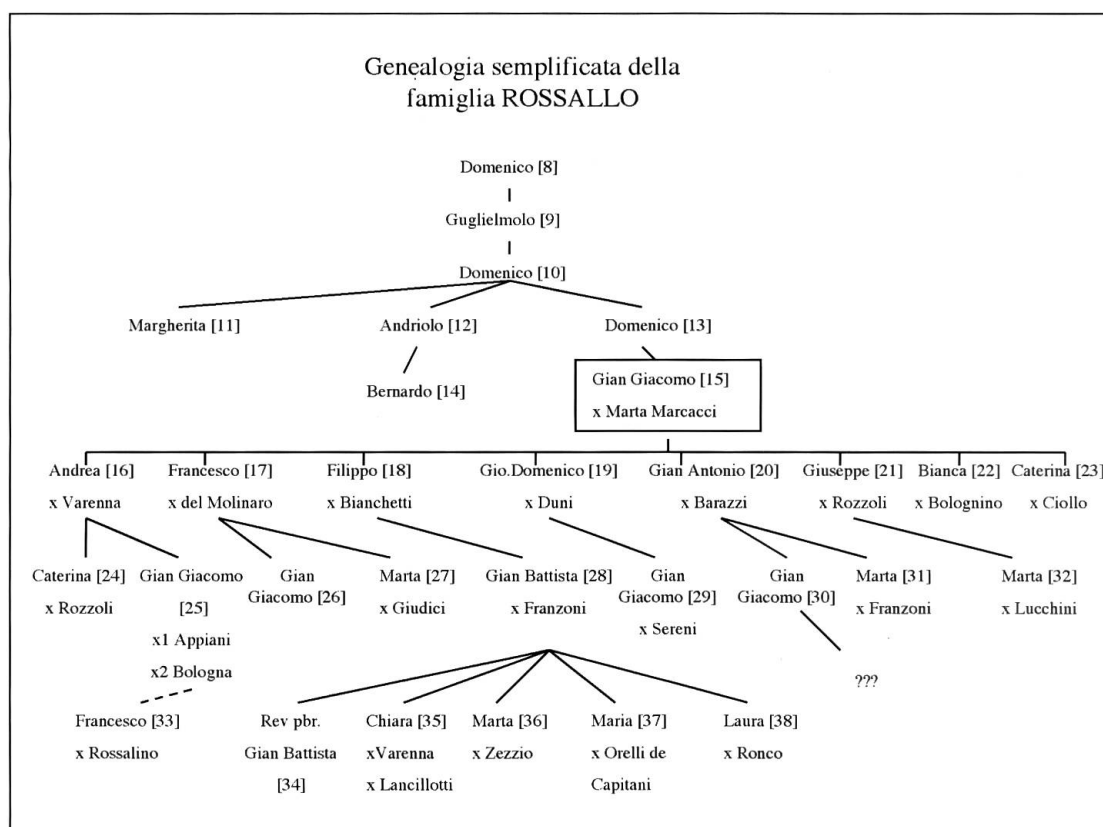 Genealogia semplificata della
famiglia ROSSALLO
Domenico [8]
Guglielmolo [9]
Domenico [10]
Margherita [11]
Andriolo [12]
Domenico [13]
Bernardo [14]
Gian Giacomo [15]
x Marta Marcacci
Andrea [16]
x Varenna
Francesco [17]
x del Molinaro
Filippo [18]
x Bianchetti
Gio.Domenico [19]
x Duni
Gian Antonio [20]
x Barazzi
Giuseppe [21]
x Rozzoli
Bianca [22]
x Bolognino
Caterina [23]
x Ciollo
Caterina [24]
x Rozzoli
Gian Giacomo
[25]
x1 Appiani
x2 Bologna
Gian
Giacomo [26]
Marta [27]
x Giudici
Gian Battista [28]
x Franzoni
Gian
Giacomo [29]
x Sereni
Gian
Giacomo [30]
Marta [31]
x Franzoni
Marta [32]
x Lucchini
???
Francesco [33]
x Rossalino
Rev pbr.
Gian Battista
[34]
Chiara [35]
xVarenna
x Lancillotti
Marta [36]
x Zezzio
Maria [37]
x Orelli de
Capitani
Laura [38]
x Ronco